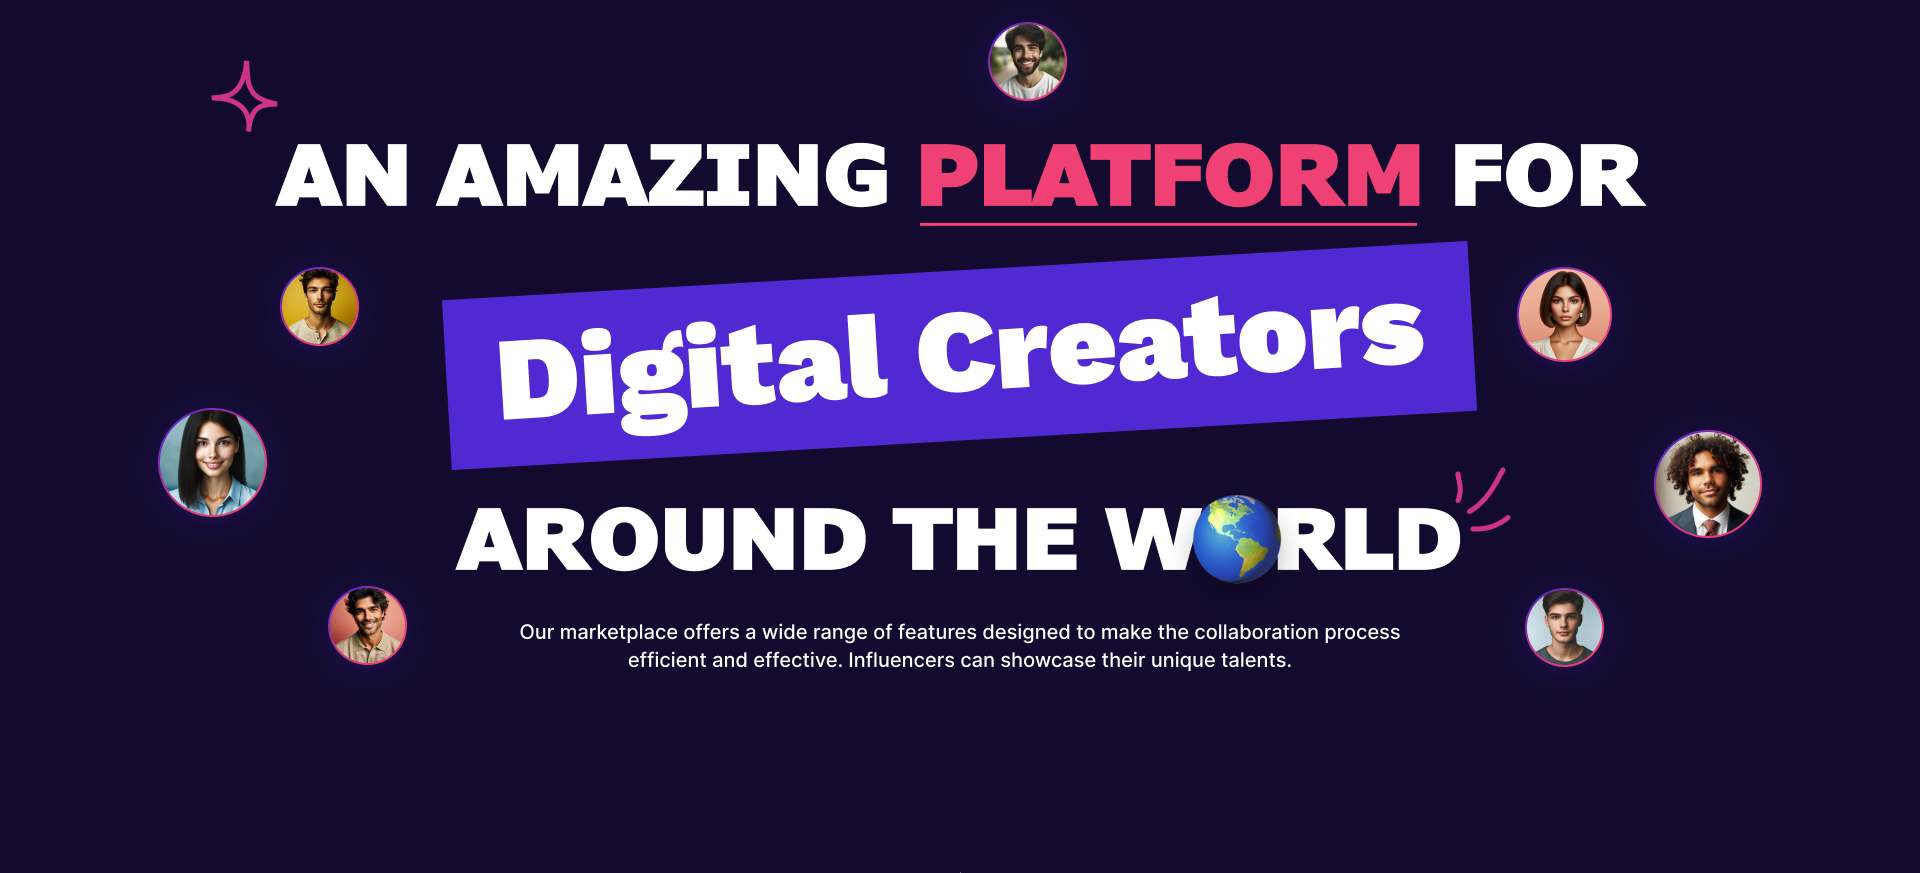 AN AMAZING PLATFORM FOR
Digital Creators
AROUND THE WRLD
Our marketplace offers a wide range of features designed to make the collaboration process
efficient and effective. Influencers can showcase their unique talents.